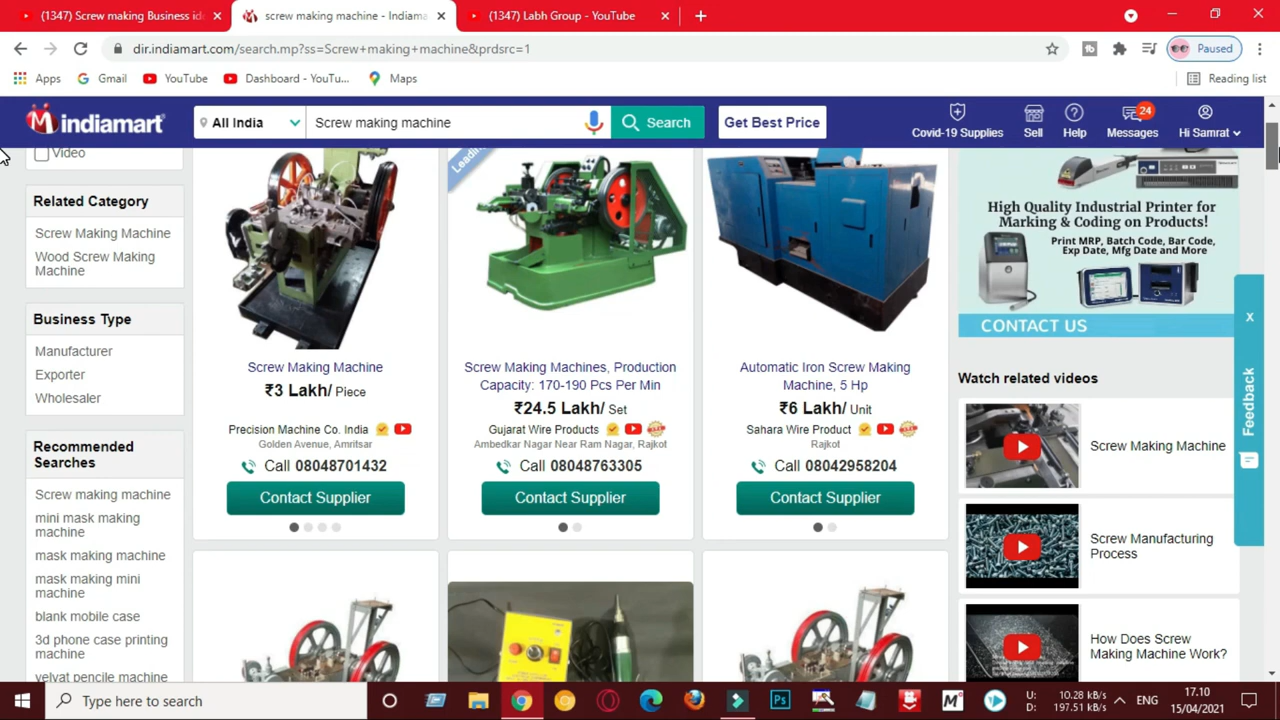 (1347) Screw making Business ide
screw making machine - Indiama
(1347) Labh Group - YouTube
dir.indiamart.com/search.mp?ss=Screw+making+machine&prdsrc=1
Paused
Apps
Gmail
YouTube
Dashboard - YouTu...
Maps
Reading list
indiamart
All India
Screw making machine
Search
Get Best Price
Covid-19 Supplies
Sell
Help
24
Messages
Hi Samrat
Video
Related Category
Screw Making Machine
Wood Screw Making
Machine
Business Type
Manufacturer
Exporter
Wholesaler
Recommended
Searches
Screw making machine
mini mask making
machine
mask making machine
mask making mini
machine
blank mobile case
3d phone case printing
machine
velvat pencile machine
Screw Making Machine
₹3 Lakh/ Piece
Precision Machine Co. India
Golden Avenue, Amritsar
Call 08048701432
Contact Supplier
Leadin
Screw Making Machines, Production
Capacity: 170-190 Pcs Per Min
₹24.5 Lakh/ Set
Gujarat Wire Products
Ambedkar Nagar Near Ram Nagar, Rajkot
Call 08048763305
Contact Supplier
Automatic Iron Screw Making
Machine, 5 Hp
₹6 Lakh/ Unit
Sahara Wire Product
Rajkot
Call 08042958204
Contact Supplier
High Quality Industrial Printer for
Marking & Coding on Products!
Print MRP, Batch Code, Bar Code,
Exp Date, Mfg Date and More
CONTACT US
x
Feedback
Watch related videos
Screw Making Machine
Screw Manufacturing
Process
How Does Screw
Making Machine Work?
Type here to search
U: 10.28 kB/s
D: 197.51 kB/s
ENG
17.10
15/04/2021